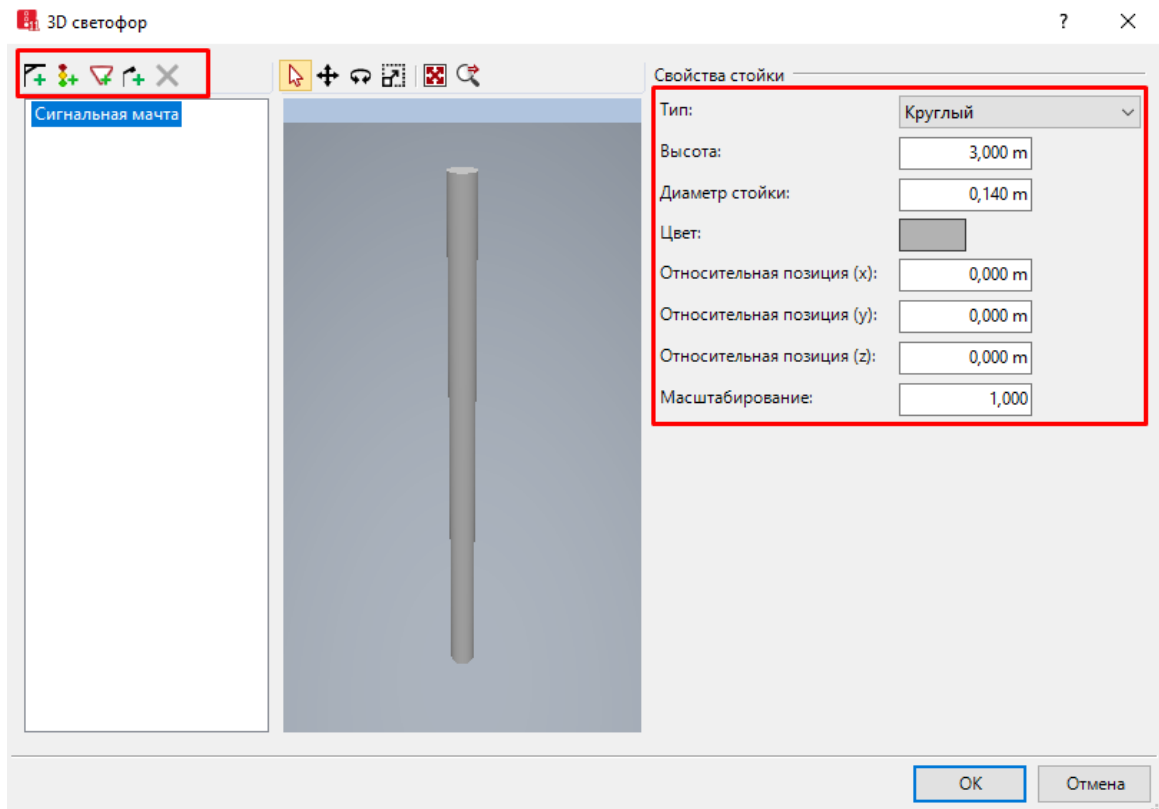 3D светофор
Сигнальная мачта
Свойства стойки
Тип: Круглый
Высота: 3,000 m
Диаметр стойки: 0,140 m
Цвет:
Относительная позиция (x): 0,000 m
Относительная позиция (y): 0,000 m
Относительная позиция (z): 0,000 m
Масштабирование: 1,000
OK Отмена